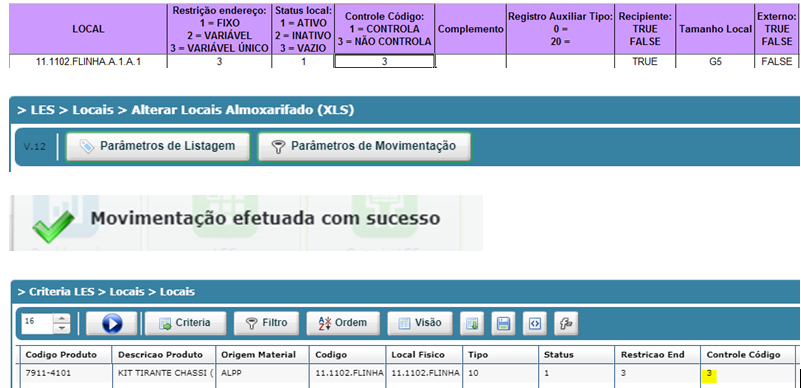 LOCAL
Restrição endereço:
1 = FIXO
2 = VARIÁVEL
3 = VARIÁVEL ÚNICO
Status local:
1 = ATIVO
2 = INATIVO
3 = VAZIO
Controle Código:
1 = CONTROLA
3 = NÃO CONTROLA
Complemento
Registro Auxiliar Tipo:
0 =
20 =
Recipiente:
TRUE
FALSE
Tamanho Local
Externo:
TRUE
FALSE
11.1102.FLINHA.A.1.A.1 3 1 3 TRUE G5 FALSE
> LES > Locais > Alterar Locais Almoxarifado (XLS)
V.12 Parâmetros de Listagem Parâmetros de Movimentação
Movimentação efetuada com sucesso
> Criteria LES > Locais > Locais
16 Criteria Filtro Ordem Visão
Codigo Produto Descricao Produto Origem Material Codigo Local Fisico Tipo Status Restricao End Controle Código
7911-4101 KIT TIRANTE CHASSI ( ALPP 11.1102.FLINHA 11.1102.FLINHA 10 1 3 3